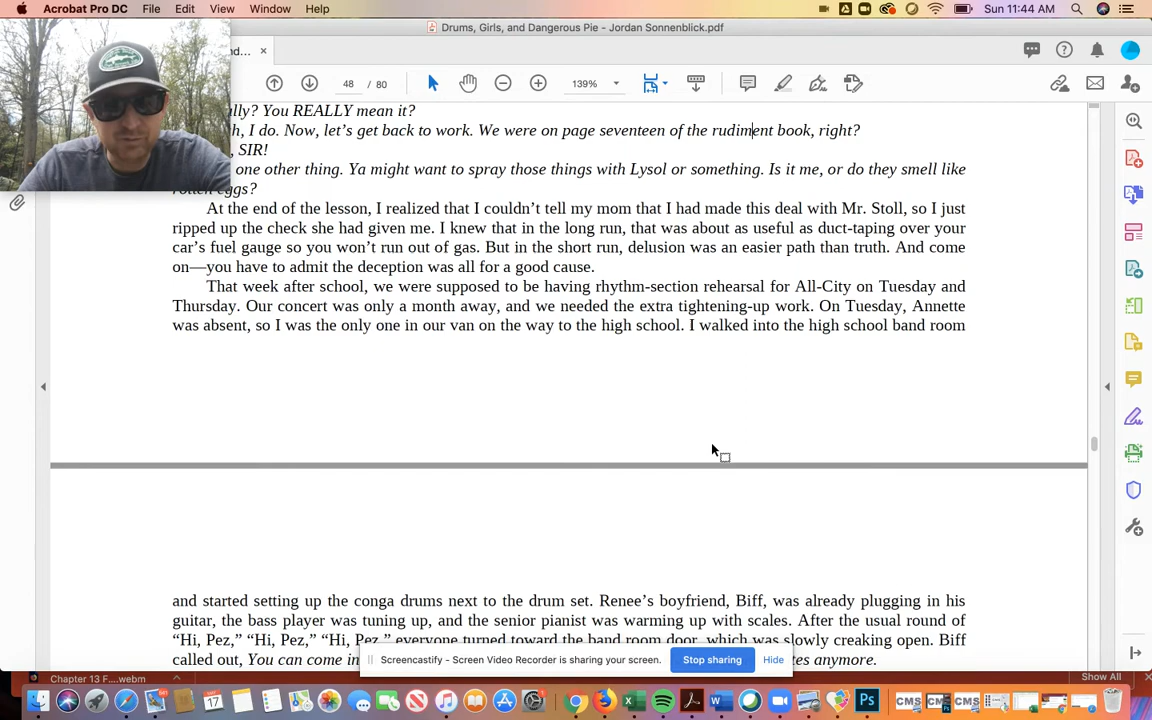 Acrobat Pro DC File Edit View Window Help Sun 11:44 AM
Drums, Girls, and Dangerous Pie - Jordan Sonnenblick.pdf
nd... ×
48 / 80 139%
ally? You REALLY mean it?
h, I do. Now, let's get back to work. We were on page seventeen of the rudiment book, right?
, SIR!
one other thing. Ya might want to spray those things with Lysol or something. Is it me, or do they smell like
rotten eggs?
At the end of the lesson, I realized that I couldn't tell my mom that I had made this deal with Mr. Stoll, so I just
ripped up the check she had given me. I knew that in the long run, that was about as useful as duct-taping over your
car's fuel gauge so you won't run out of gas. But in the short run, delusion was an easier path than truth. And come
on—you have to admit the deception was all for a good cause.
That week after school, we were supposed to be having rhythm-section rehearsal for All-City on Tuesday and
Thursday. Our concert was only a month away, and we needed the extra tightening-up work. On Tuesday, Annette
was absent, so I was the only one in our van on the way to the high school. I walked into the high school band room
and started setting up the conga drums next to the drum set. Renee's boyfriend, Biff, was already plugging in his
guitar, the bass player was tuning up, and the senior pianist was warming up with scales. After the usual round of
"Hi, Pez," "Hi, Pez," "Hi, Pez," everyone turned toward the band room door, which was slowly creaking open. Biff
called out, You can come in tes anymore.
Screencastify - Screen Video Recorder is sharing your screen. Stop sharing Hide
Chapter 13 F....webm Show All
17
CMS CMS CMS